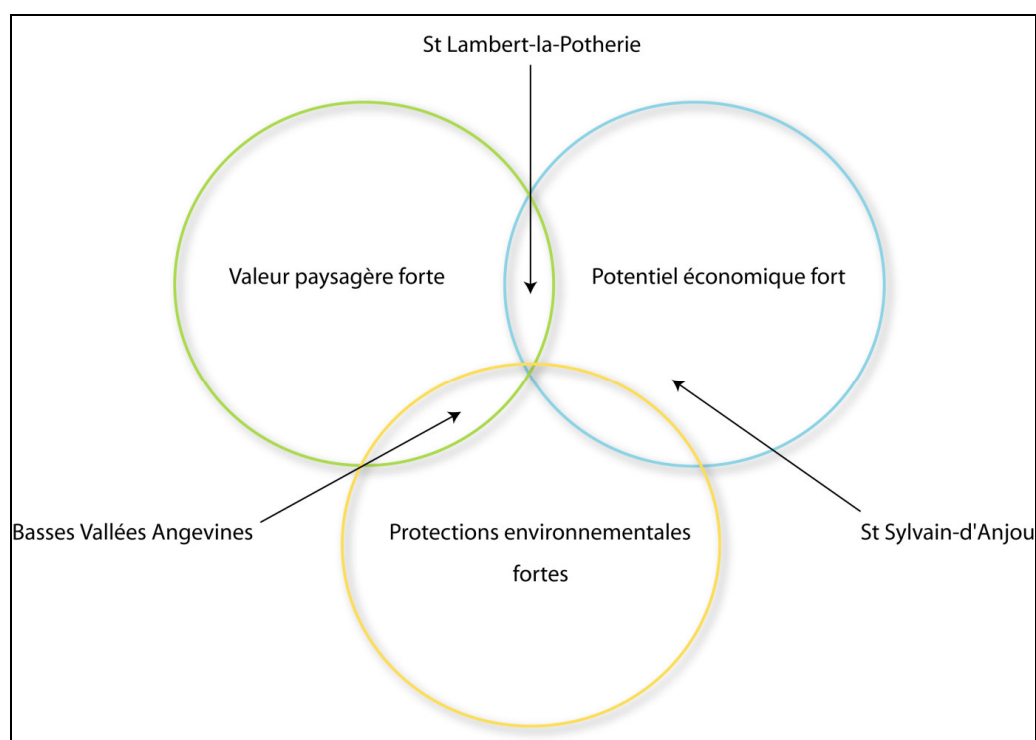 St Lambert-la-Potherie
Valeur paysagère forte
Potentiel économique fort
Basses Vallées Angevines
Protections environnementales
fortes
St Sylvain-d'Anjou